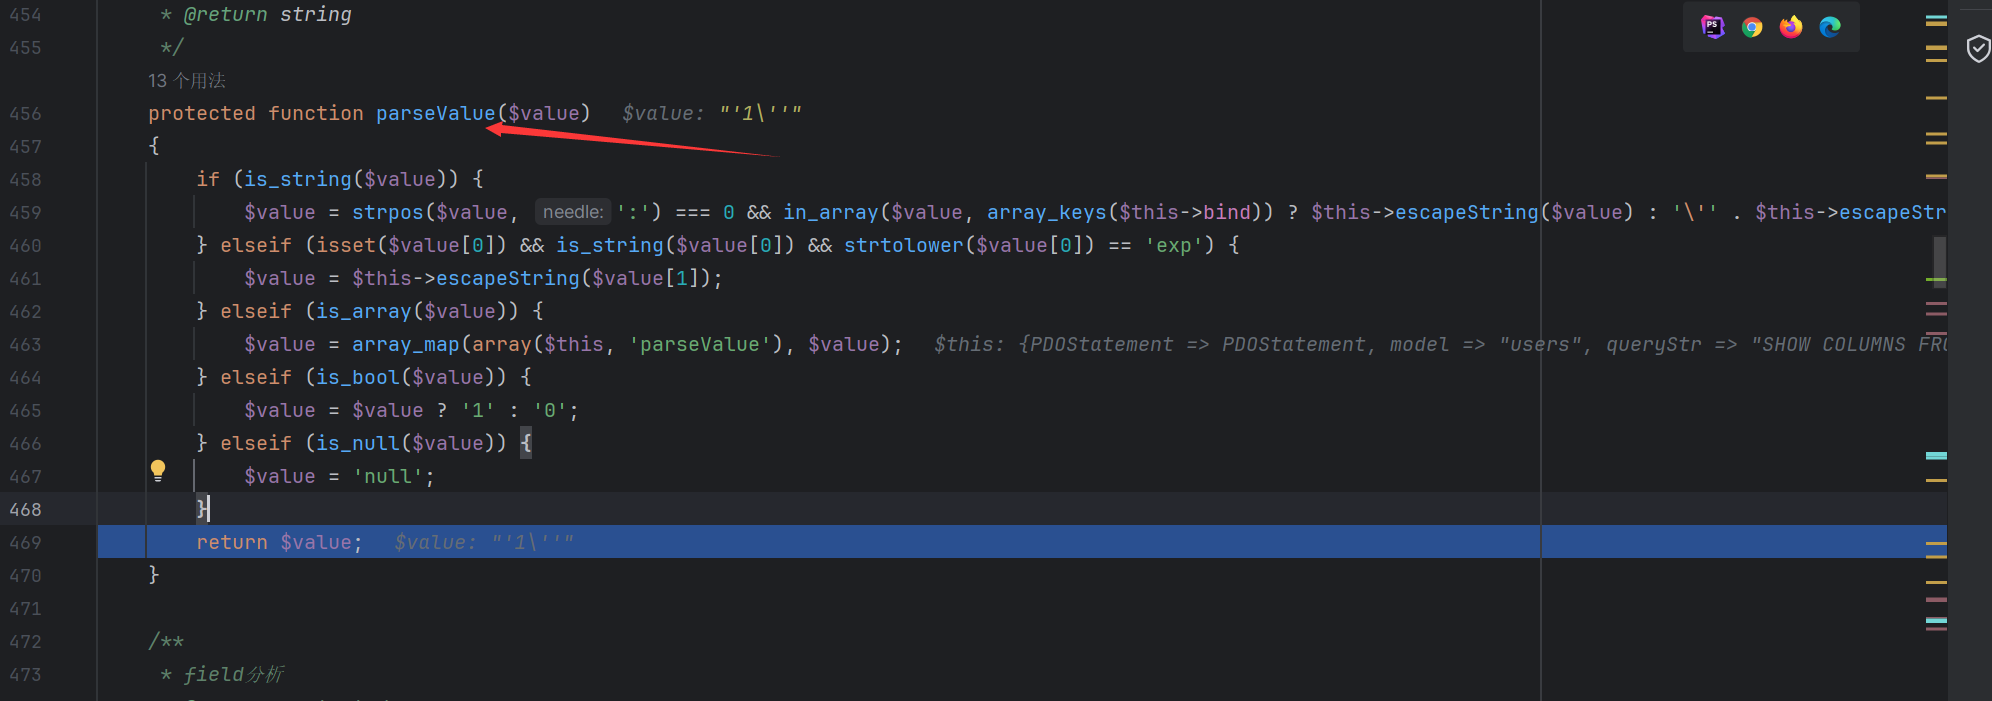 454 * @return string
455 */
13 个用法
456 protected function parseValue($value) $value: "'1\''"
457 {
458 if (is_string($value)) {
459 $value = strpos($value, needle: ':') === 0 && in_array($value, array_keys($this->bind)) ? $this->escapeString($value) : '\'' . $this->escapeStr
460 } elseif (isset($value[0]) && is_string($value[0]) && strtolower($value[0]) == 'exp') {
461 $value = $this->escapeString($value[1]);
462 } elseif (is_array($value)) {
463 $value = array_map(array($this, 'parseValue'), $value); $this: {PDOStatement => PDOStatement, model => "users", queryStr => "SHOW COLUMNS FRO
464 } elseif (is_bool($value)) {
465 $value = $value ? '1' : '0';
466 } elseif (is_null($value)) {
467 $value = 'null';
468 }
469 return $value; $value: "'1\''"
470 }
471
472 /**
473 * field分析
PS